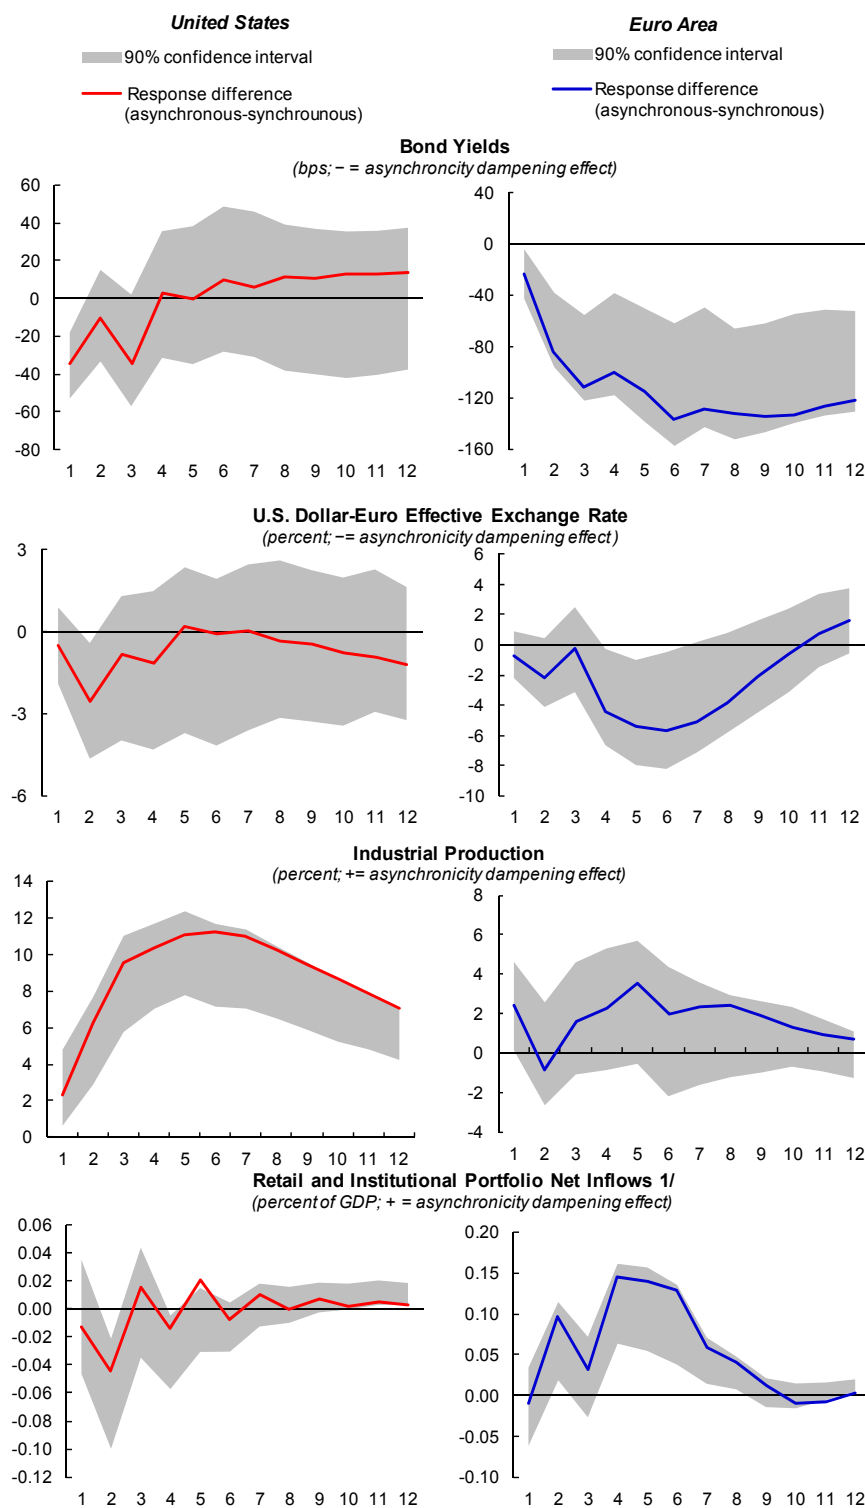 United States
90% confidence interval
Response difference
(asynchronous-synchrounous)
Euro Area
90% confidence interval
Response difference
(asynchronous-synchronous)
Bond Yields
(bps; − = asynchroncity dampening effect)
60
40
20
0
-20
-40
-60
-80
1 2 3 4 5 6 7 8 9 10 11 12
40
0
-40
-80
-120
-160
1 2 3 4 5 6 7 8 9 10 11 12
U.S. Dollar-Euro Effective Exchange Rate
(percent; −= asynchronicity dampening effect )
3
0
-3
-6
1 2 3 4 5 6 7 8 9 10 11 12
6
4
2
0
-2
-4
-6
-8
-10
1 2 3 4 5 6 7 8 9 10 11 12
Industrial Production
(percent; += asynchronicity dampening effect)
14
12
10
8
6
4
2
0
1 2 3 4 5 6 7 8 9 10 11 12
8
6
4
2
0
-2
-4
1 2 3 4 5 6 7 8 9 10 11 12
Retail and Institutional Portfolio Net Inflows 1/
(percent of GDP; + = asynchronicity dampening effect)
0.06
0.04
0.02
0.00
-0.02
-0.04
-0.06
-0.08
-0.10
-0.12
1 2 3 4 5 6 7 8 9 10 11 12
0.20
0.15
0.10
0.05
0.00
-0.05
-0.10
1 2 3 4 5 6 7 8 9 10 11 12